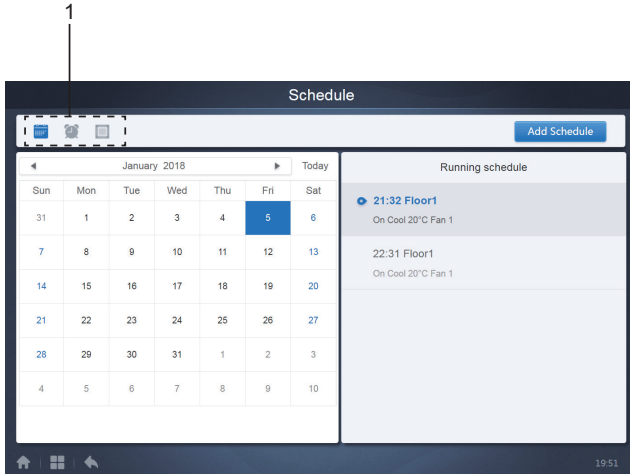 1
Schedule
Add Schedule
January 2018
Today
Running schedule
Sun Mon Tue Wed Thu Fri Sat
31 1 2 3 4 5 6
7 8 9 10 11 12 13
14 15 16 17 18 19 20
21 22 23 24 25 26 27
28 29 30 31 1 2 3
4 5 6 7 8 9 10
21:32 Floor1
On Cool 20°C Fan 1
22:31 Floor1
On Cool 20°C Fan 1
19:51